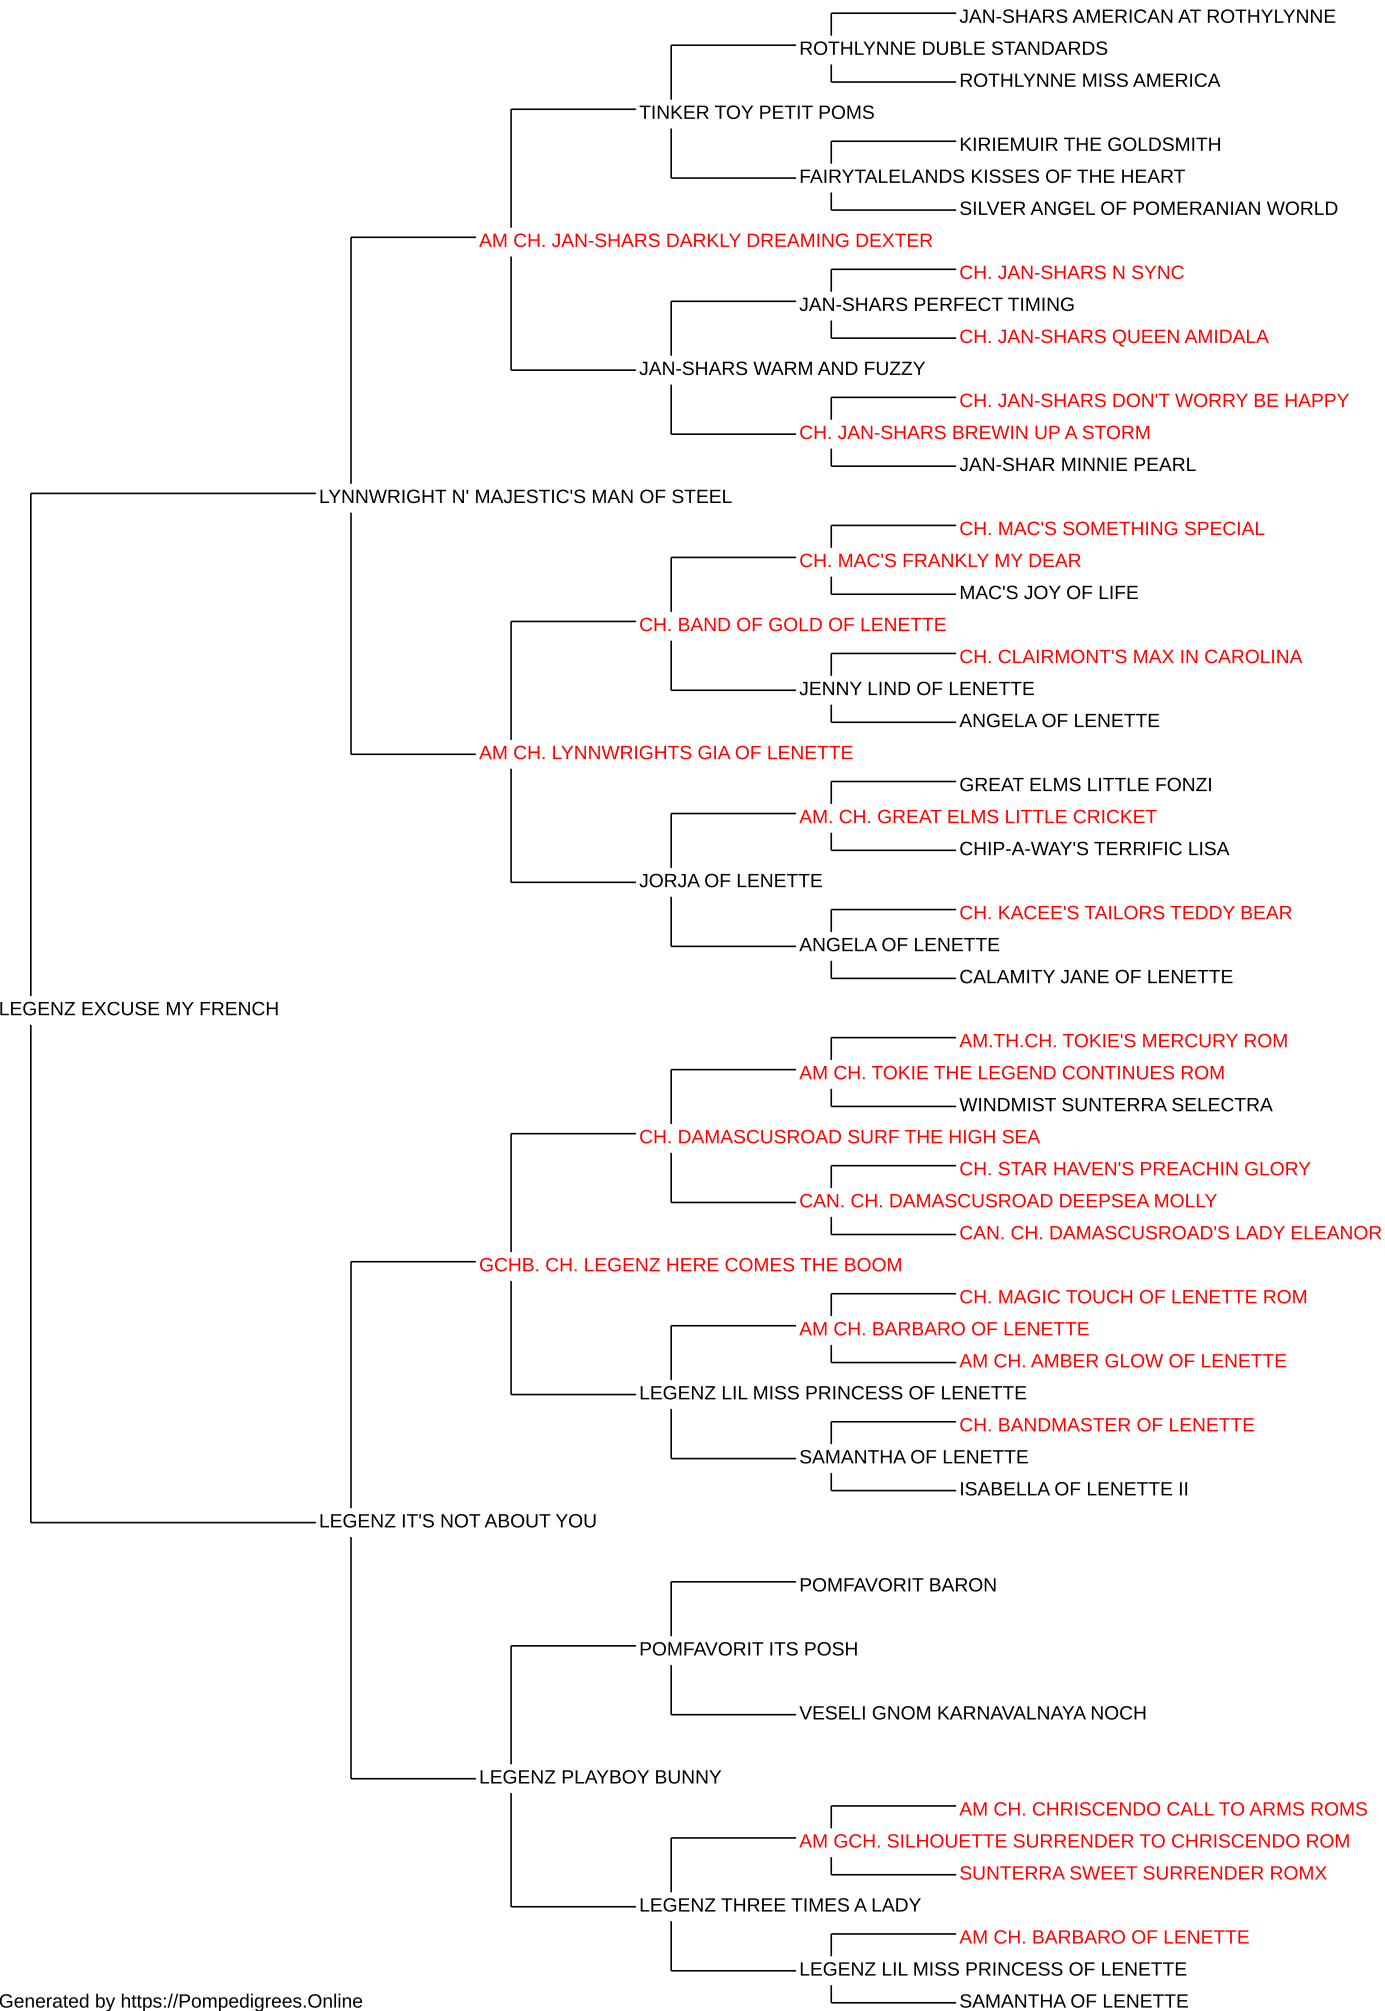 JAN-SHARS AMERICAN AT ROTHYLYNNE
ROTHLYNNE DUBLE STANDARDS
ROTHLYNNE MISS AMERICA
TINKER TOY PETIT POMS
KIRIEMUIR THE GOLDSMITH
FAIRYTALELANDS KISSES OF THE HEART
SILVER ANGEL OF POMERANIAN WORLD
AM CH. JAN-SHARS DARKLY DREAMING DEXTER
CH. JAN-SHARS N SYNC
JAN-SHARS PERFECT TIMING
CH. JAN-SHARS QUEEN AMIDALA
JAN-SHARS WARM AND FUZZY
CH. JAN-SHARS DON'T WORRY BE HAPPY
CH. JAN-SHARS BREWIN UP A STORM
JAN-SHAR MINNIE PEARL
LYNNWRIGHT N' MAJESTIC'S MAN OF STEEL
CH. MAC'S SOMETHING SPECIAL
CH. MAC'S FRANKLY MY DEAR
MAC'S JOY OF LIFE
CH. BAND OF GOLD OF LENETTE
CH. CLAIRMONT'S MAX IN CAROLINA
JENNY LIND OF LENETTE
ANGELA OF LENETTE
AM CH. LYNNWRIGHTS GIA OF LENETTE
GREAT ELMS LITTLE FONZI
AM. CH. GREAT ELMS LITTLE CRICKET
CHIP-A-WAY'S TERRIFIC LISA
JORJA OF LENETTE
CH. KACEE'S TAILORS TEDDY BEAR
ANGELA OF LENETTE
CALAMITY JANE OF LENETTE
LEGENZ EXCUSE MY FRENCH
AM.TH.CH. TOKIE'S MERCURY ROM
AM CH. TOKIE THE LEGEND CONTINUES ROM
WINDMIST SUNTERRA SELECTRA
CH. DAMASCUSROAD SURF THE HIGH SEA
CH. STAR HAVEN'S PREACHIN GLORY
CAN. CH. DAMASCUSROAD DEEPSEA MOLLY
CAN. CH. DAMASCUSROAD'S LADY ELEANOR
GCHB. CH. LEGENZ HERE COMES THE BOOM
CH. MAGIC TOUCH OF LENETTE ROM
AM CH. BARBARO OF LENETTE
AM CH. AMBER GLOW OF LENETTE
LEGENZ LIL MISS PRINCESS OF LENETTE
CH. BANDMASTER OF LENETTE
SAMANTHA OF LENETTE
ISABELLA OF LENETTE II
LEGENZ IT'S NOT ABOUT YOU
POMFAVORIT BARON
POMFAVORIT ITS POSH
VESELI GNOM KARNAVALNAYA NOCH
LEGENZ PLAYBOY BUNNY
AM CH. CHRISCENDO CALL TO ARMS ROMS
AM GCH. SILHOUETTE SURRENDER TO CHRISCENDO ROM
SUNTERRA SWEET SURRENDER ROMX
LEGENZ THREE TIMES A LADY
AM CH. BARBARO OF LENETTE
LEGENZ LIL MISS PRINCESS OF LENETTE
SAMANTHA OF LENETTE
Generated by https://Pompedigrees.Online